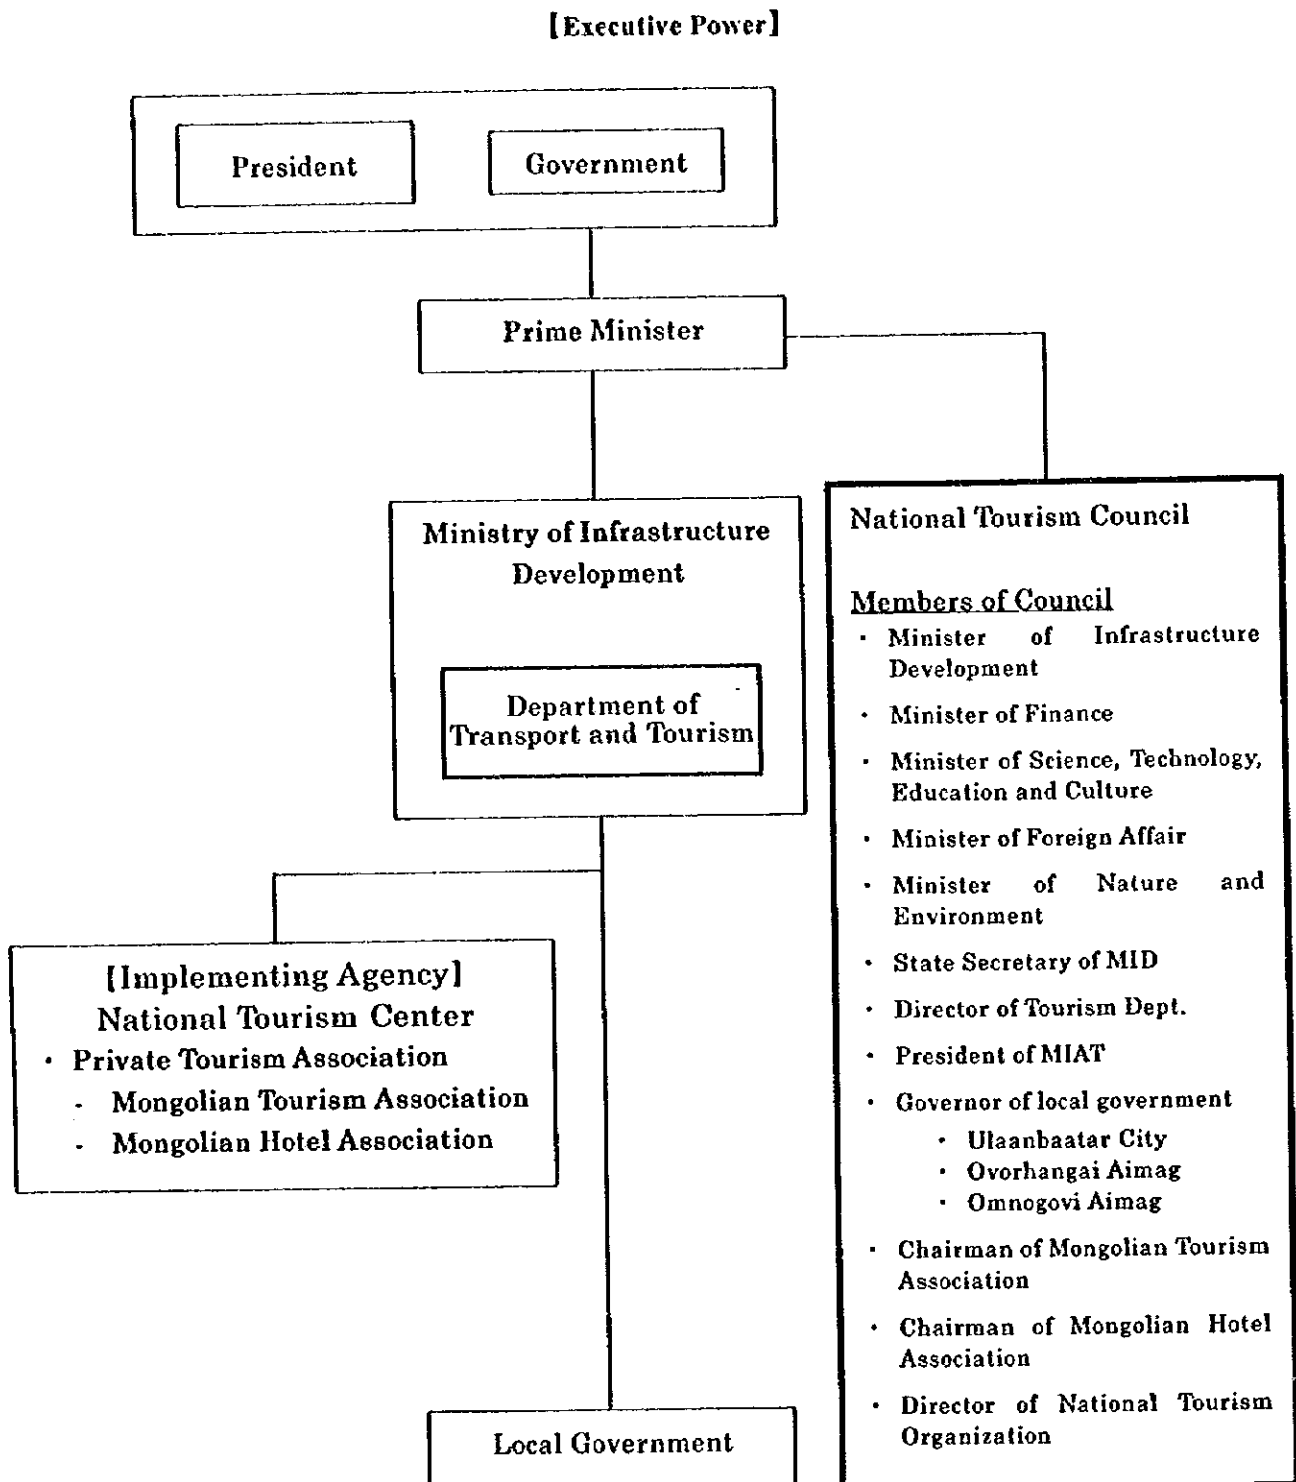 【Executive Power】
President
Government
Prime Minister
Ministry of Infrastructure
Development
Department of
Transport and Tourism
[Implementing Agency]
National Tourism Center
· Private Tourism Association
- Mongolian Tourism Association
- Mongolian Hotel Association
Local Government
National Tourism Council
Members of Council
· Minister of Infrastructure
Development
· Minister of Finance
· Minister of Science, Technology,
Education and Culture
· Minister of Foreign Affair
· Minister of Nature and
Environment
· State Secretary of MID
· Director of Tourism Dept.
· President of MIAT
· Governor of local government
· Ulaanbaatar City
· Ovorhangai Aimag
· Omnogovi Aimag
· Chairman of Mongolian Tourism
Association
· Chairman of Mongolian Hotel
Association
· Director of National Tourism
Organization